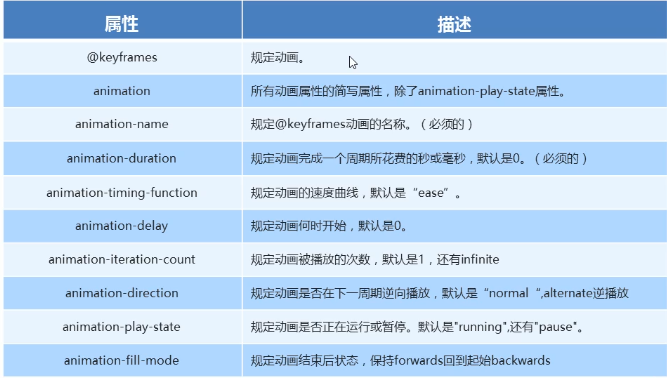 属性 描述
@keyframes 规定动画。
animation 所有动画属性的简写属性，除了animation-play-state属性。
animation-name 规定@keyframes动画的名称。（必须的）
animation-duration 规定动画完成一个周期所花费的秒或毫秒，默认是0。（必须的）
animation-timing-function 规定动画的速度曲线，默认是“ease”。
animation-delay 规定动画何时开始，默认是0。
animation-iteration-count 规定动画被播放的次数，默认是1，还有infinite
animation-direction 规定动画是否在下一周期逆向播放，默认是“normal “,alternate逆播放
animation-play-state 规定动画是否正在运行或暂停。默认是"running",还有"pause"。
animation-fill-mode 规定动画结束后状态，保持forwards回到起始backwards